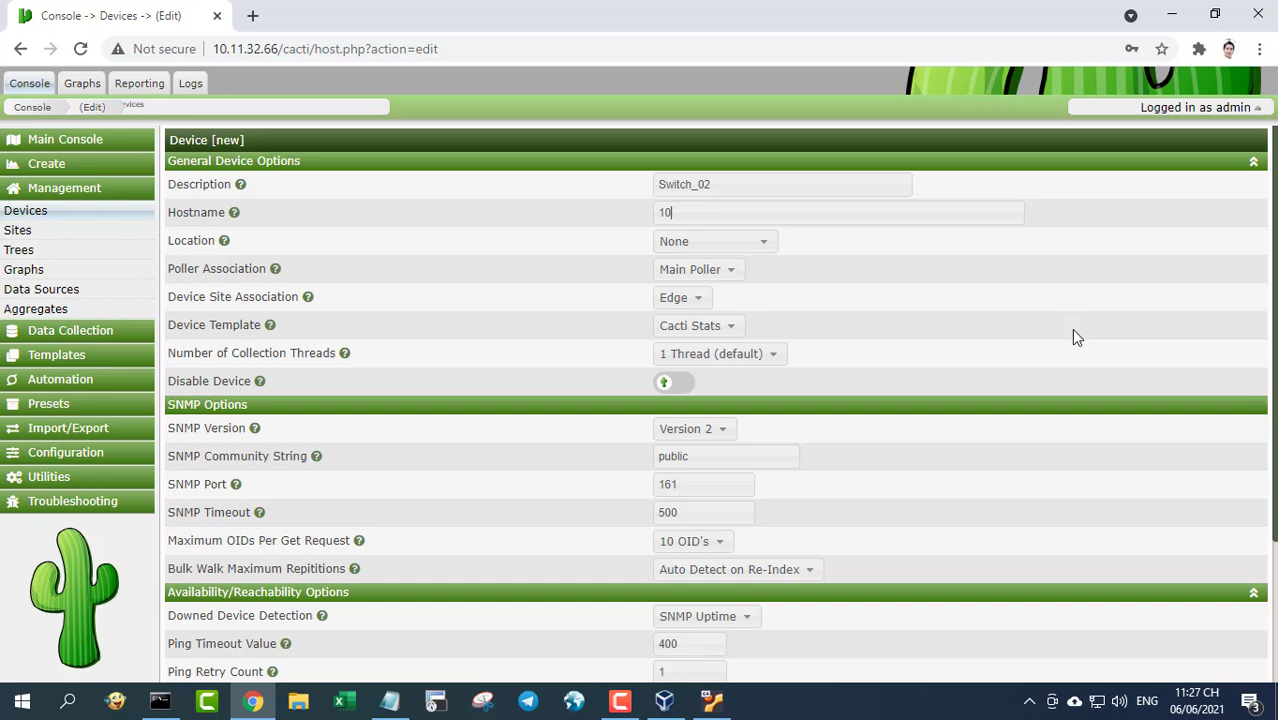 Console -> Devices -> (Edit)
Not secure 10.11.32.66/cacti/host.php?action=edit
Console Graphs Reporting Logs
Console (Edit) Logged in as admin
Main Console
Create
Management
Devices
Sites
Trees
Graphs
Data Sources
Aggregates
Data Collection
Templates
Automation
Presets
Import/Export
Configuration
Utilities
Troubleshooting
Device [new]
General Device Options
Description Switch_02
Hostname 10
Location None
Poller Association Main Poller
Device Site Association Edge
Device Template Cacti Stats
Number of Collection Threads 1 Thread (default)
Disable Device
SNMP Options
SNMP Version Version 2
SNMP Community String public
SNMP Port 161
SNMP Timeout 500
Maximum OIDs Per Get Request 10 OID's
Bulk Walk Maximum Repititions Auto Detect on Re-Index
Availability/Reachability Options
Downed Device Detection SNMP Uptime
Ping Timeout Value 400
Ping Retry Count 1
ENG 11:27 CH
06/06/2021 3